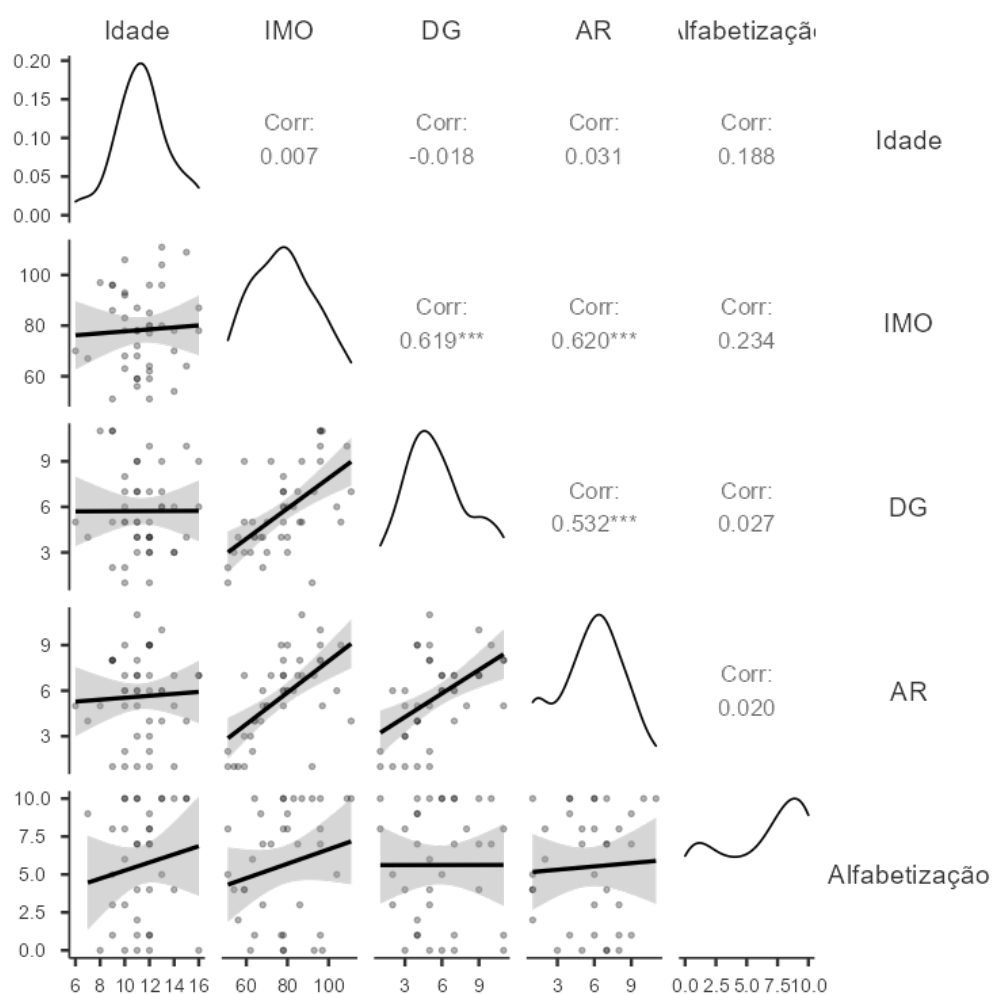 Idade IMO DG AR Alfabetizaçã
0.20
0.15
0.10
0.05
0.00
Corr: Corr: Corr: Corr:
0.007 -0.018 0.031 0.188
Idade
100
80
60
Corr: Corr: Corr:
0.619*** 0.620*** 0.234
IMO
9
6
3
Corr: Corr:
0.532*** 0.027
DG
9
6
3
Corr:
0.020
AR
10.0
7.5
5.0
2.5
0.0
Alfabetização
6 8 10 12 14 16 60 80 100 3 6 9 3 6 9 0.0 2.5 5.0 7.5 10.0